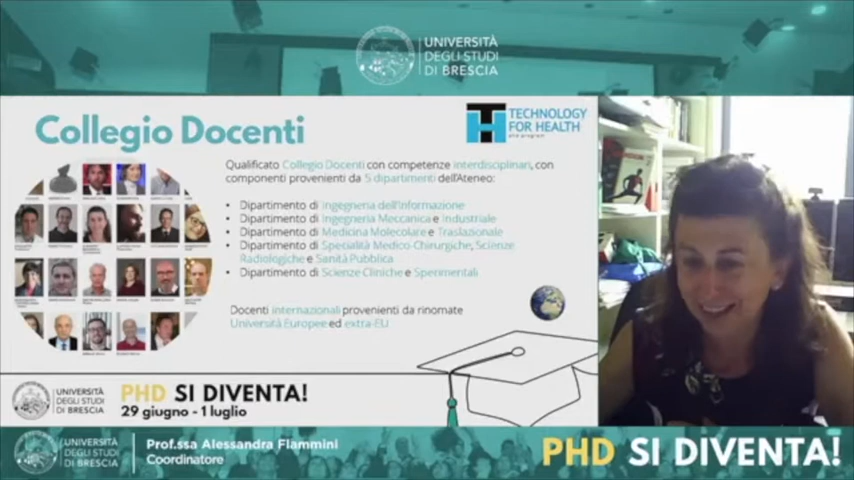 UNIVERSITÀ
DEGLI STUDI
DI BRESCIA
Collegio Docenti
TH
TECHNOLOGY
FOR HEALTH
phd program
Qualificato Collegio Docenti con competenze interdisciplinari, con
componenti provenienti da 5 dipartimenti dell'Ateneo:
• Dipartimento di Ingegneria dell'Informazione
• Dipartimento di Ingegneria Meccanica e Industriale
• Dipartimento di Medicina Molecolare e Traslazionale
• Dipartimento di Specialità Medico-Chirurgiche, Scienze
Radiologiche e Sanità Pubblica
• Dipartimento di Scienze Cliniche e Sperimentali
Docenti internazionali provenienti da rinomate
Università Europee ed extra-EU
UNIVERSITÀ
DEGLI STUDI
DI BRESCIA
PHD SI DIVENTA!
29 giugno - 1 luglio
UNIVERSITÀ
DEGLI STUDI
DI BRESCIA
Prof.ssa Alessandra Flammini
Coordinatore
PHD SI DIVENTA!